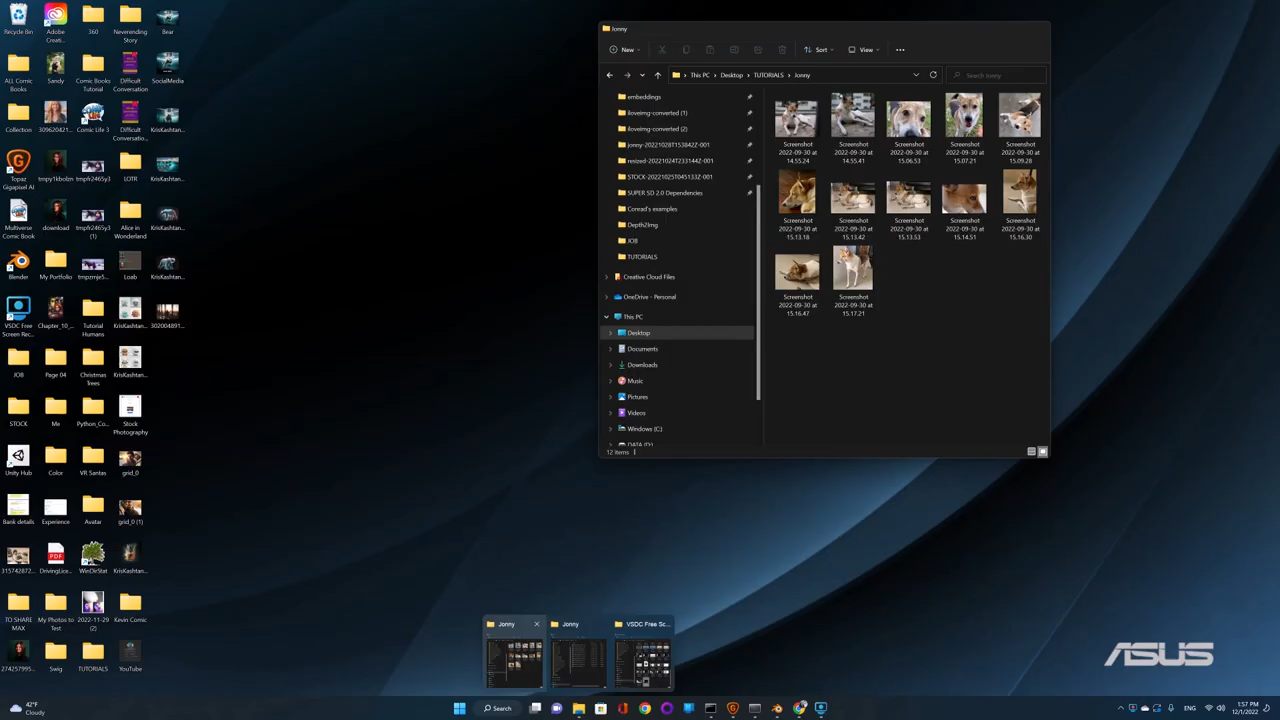 Recycle Bin
Adobe Creati...
360
Neverending Story
Bear
ALL Comic Books
Sandy
Comic Books Tutorial
Difficult Conversation
SocialMedia
Collection
309620421...
Comic Life 3
Difficult Conversatio...
KrisKashtan...
Topaz Gigapixel AI
tmpy1kbolzn
tmpfr2465y3
LOTR
KrisKashtan...
Multiverse Comic Book
download
tmpfr2465y3 (1)
Alice in Wonderland
KrisKashtan...
Blender
My Portfolio
tmpzmje5...
Loab
KrisKashtan...
VSDC Free Screen Rec...
Chapter_10_...
Tutorial Humans
KrisKashtan...
302004891...
JOB
Page 04
Christmas Trees
KrisKashtan...
STOCK
Me
Python_Co...
Stock Photography
Unity Hub
Color
VR Santas
grid_0
Bank details
Experience
Avatar
grid_0 (1)
315742872...
DrivingLice...
WinDirStat
KrisKashtan...
TO SHARE MAX
My Photos to Test
2022-11-29 (2)
Kevin Comic
274257995...
Swig
TUTORIALS
YouTube
Jonny
New
Sort
View
This PC > Desktop > TUTORIALS > Jonny
Search Jonny
embeddings
iloveimg-converted (1)
iloveimg-converted (2)
jonny-20221028T153842Z-001
resized-20221024T233144Z-001
STOCK-20221025T045133Z-001
SUPER SD 2.0 Dependencies
Conrad's examples
Depth2Img
JOB
TUTORIALS
Creative Cloud Files
OneDrive - Personal
This PC
Desktop
Documents
Downloads
Music
Pictures
Videos
Windows (C:)
DATA (D:)
Screenshot 2022-09-30 at 14.55.24
Screenshot 2022-09-30 at 14.55.41
Screenshot 2022-09-30 at 15.06.53
Screenshot 2022-09-30 at 15.07.21
Screenshot 2022-09-30 at 15.09.28
Screenshot 2022-09-30 at 15.13.18
Screenshot 2022-09-30 at 15.13.42
Screenshot 2022-09-30 at 15.13.53
Screenshot 2022-09-30 at 15.14.51
Screenshot 2022-09-30 at 15.16.30
Screenshot 2022-09-30 at 15.16.47
Screenshot 2022-09-30 at 15.17.21
12 items
Jonny
Jonny
VSDC Free Sc...
ASUS
42°F
Cloudy
Search
ENG
1:57 PM
12/1/2022